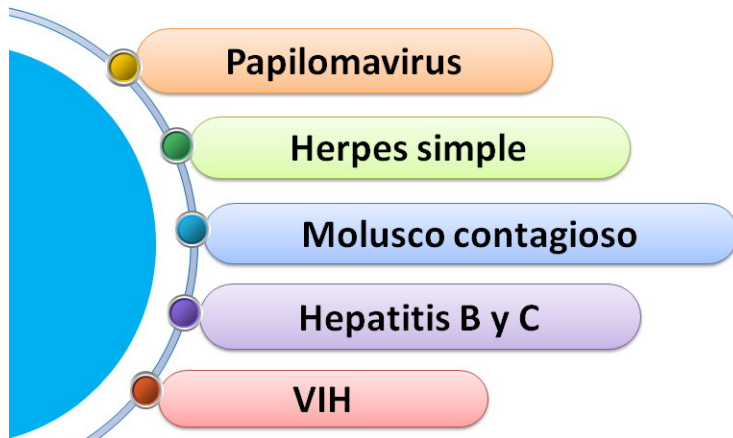 Papilomavirus
Herpes simple
Molusco contagioso
Hepatitis B y C
VIH